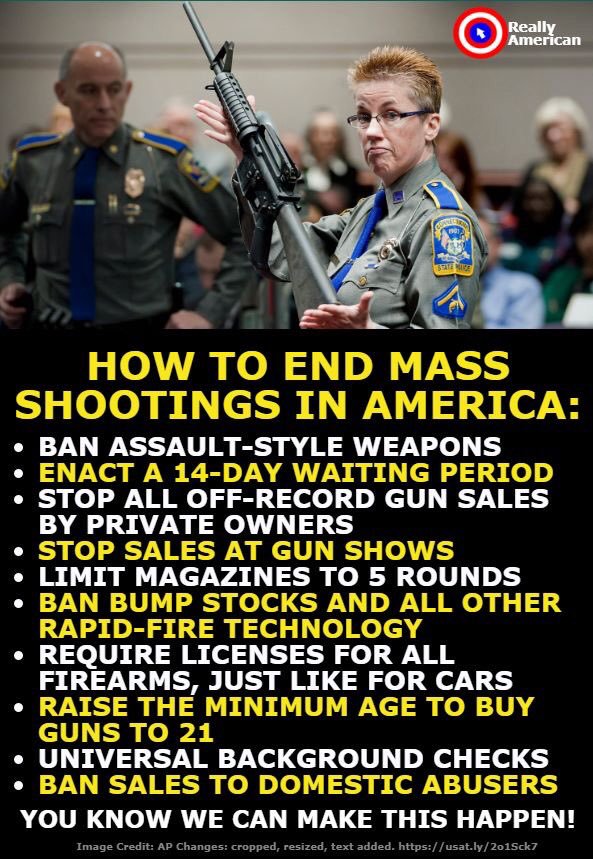 Really
American
CONNECTICUT
1903
STATE POLICE
HOW TO END MASS
SHOOTINGS IN AMERICA:
• BAN ASSAULT-STYLE WEAPONS
• ENACT A 14-DAY WAITING PERIOD
• STOP ALL OFF-RECORD GUN SALES
BY PRIVATE OWNERS
• STOP SALES AT GUN SHOWS
• LIMIT MAGAZINES TO 5 ROUNDS
• BAN BUMP STOCKS AND ALL OTHER
RAPID-FIRE TECHNOLOGY
• REQUIRE LICENSES FOR ALL
FIREARMS, JUST LIKE FOR CARS
• RAISE THE MINIMUM AGE TO BUY
GUNS TO 21
• UNIVERSAL BACKGROUND CHECKS
• BAN SALES TO DOMESTIC ABUSERS
YOU KNOW WE CAN MAKE THIS HAPPEN!
Image Credit: AP Changes: cropped, resized, text added. https://usat.ly/2o1Sck7